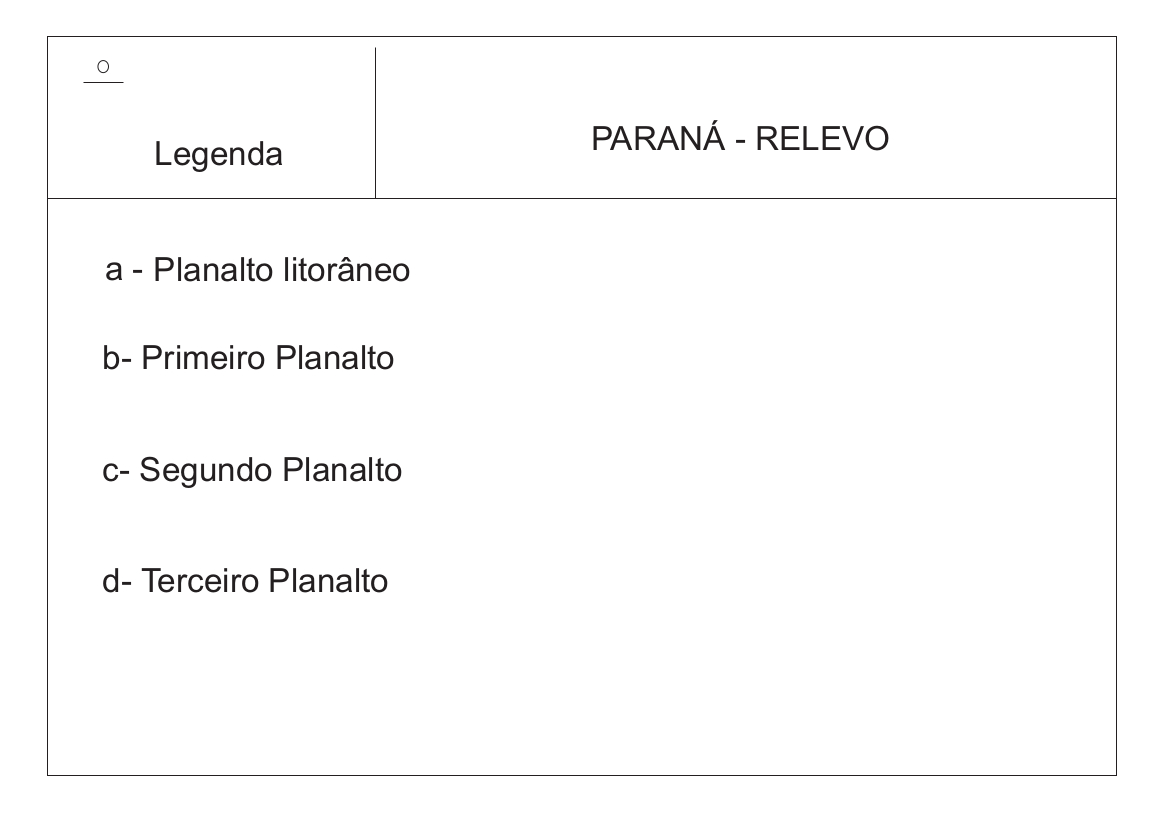 Legenda
PARANÁ - RELEVO
a - Planalto litorâneo
b- Primeiro Planalto
c- Segundo Planalto
d- Terceiro Planalto